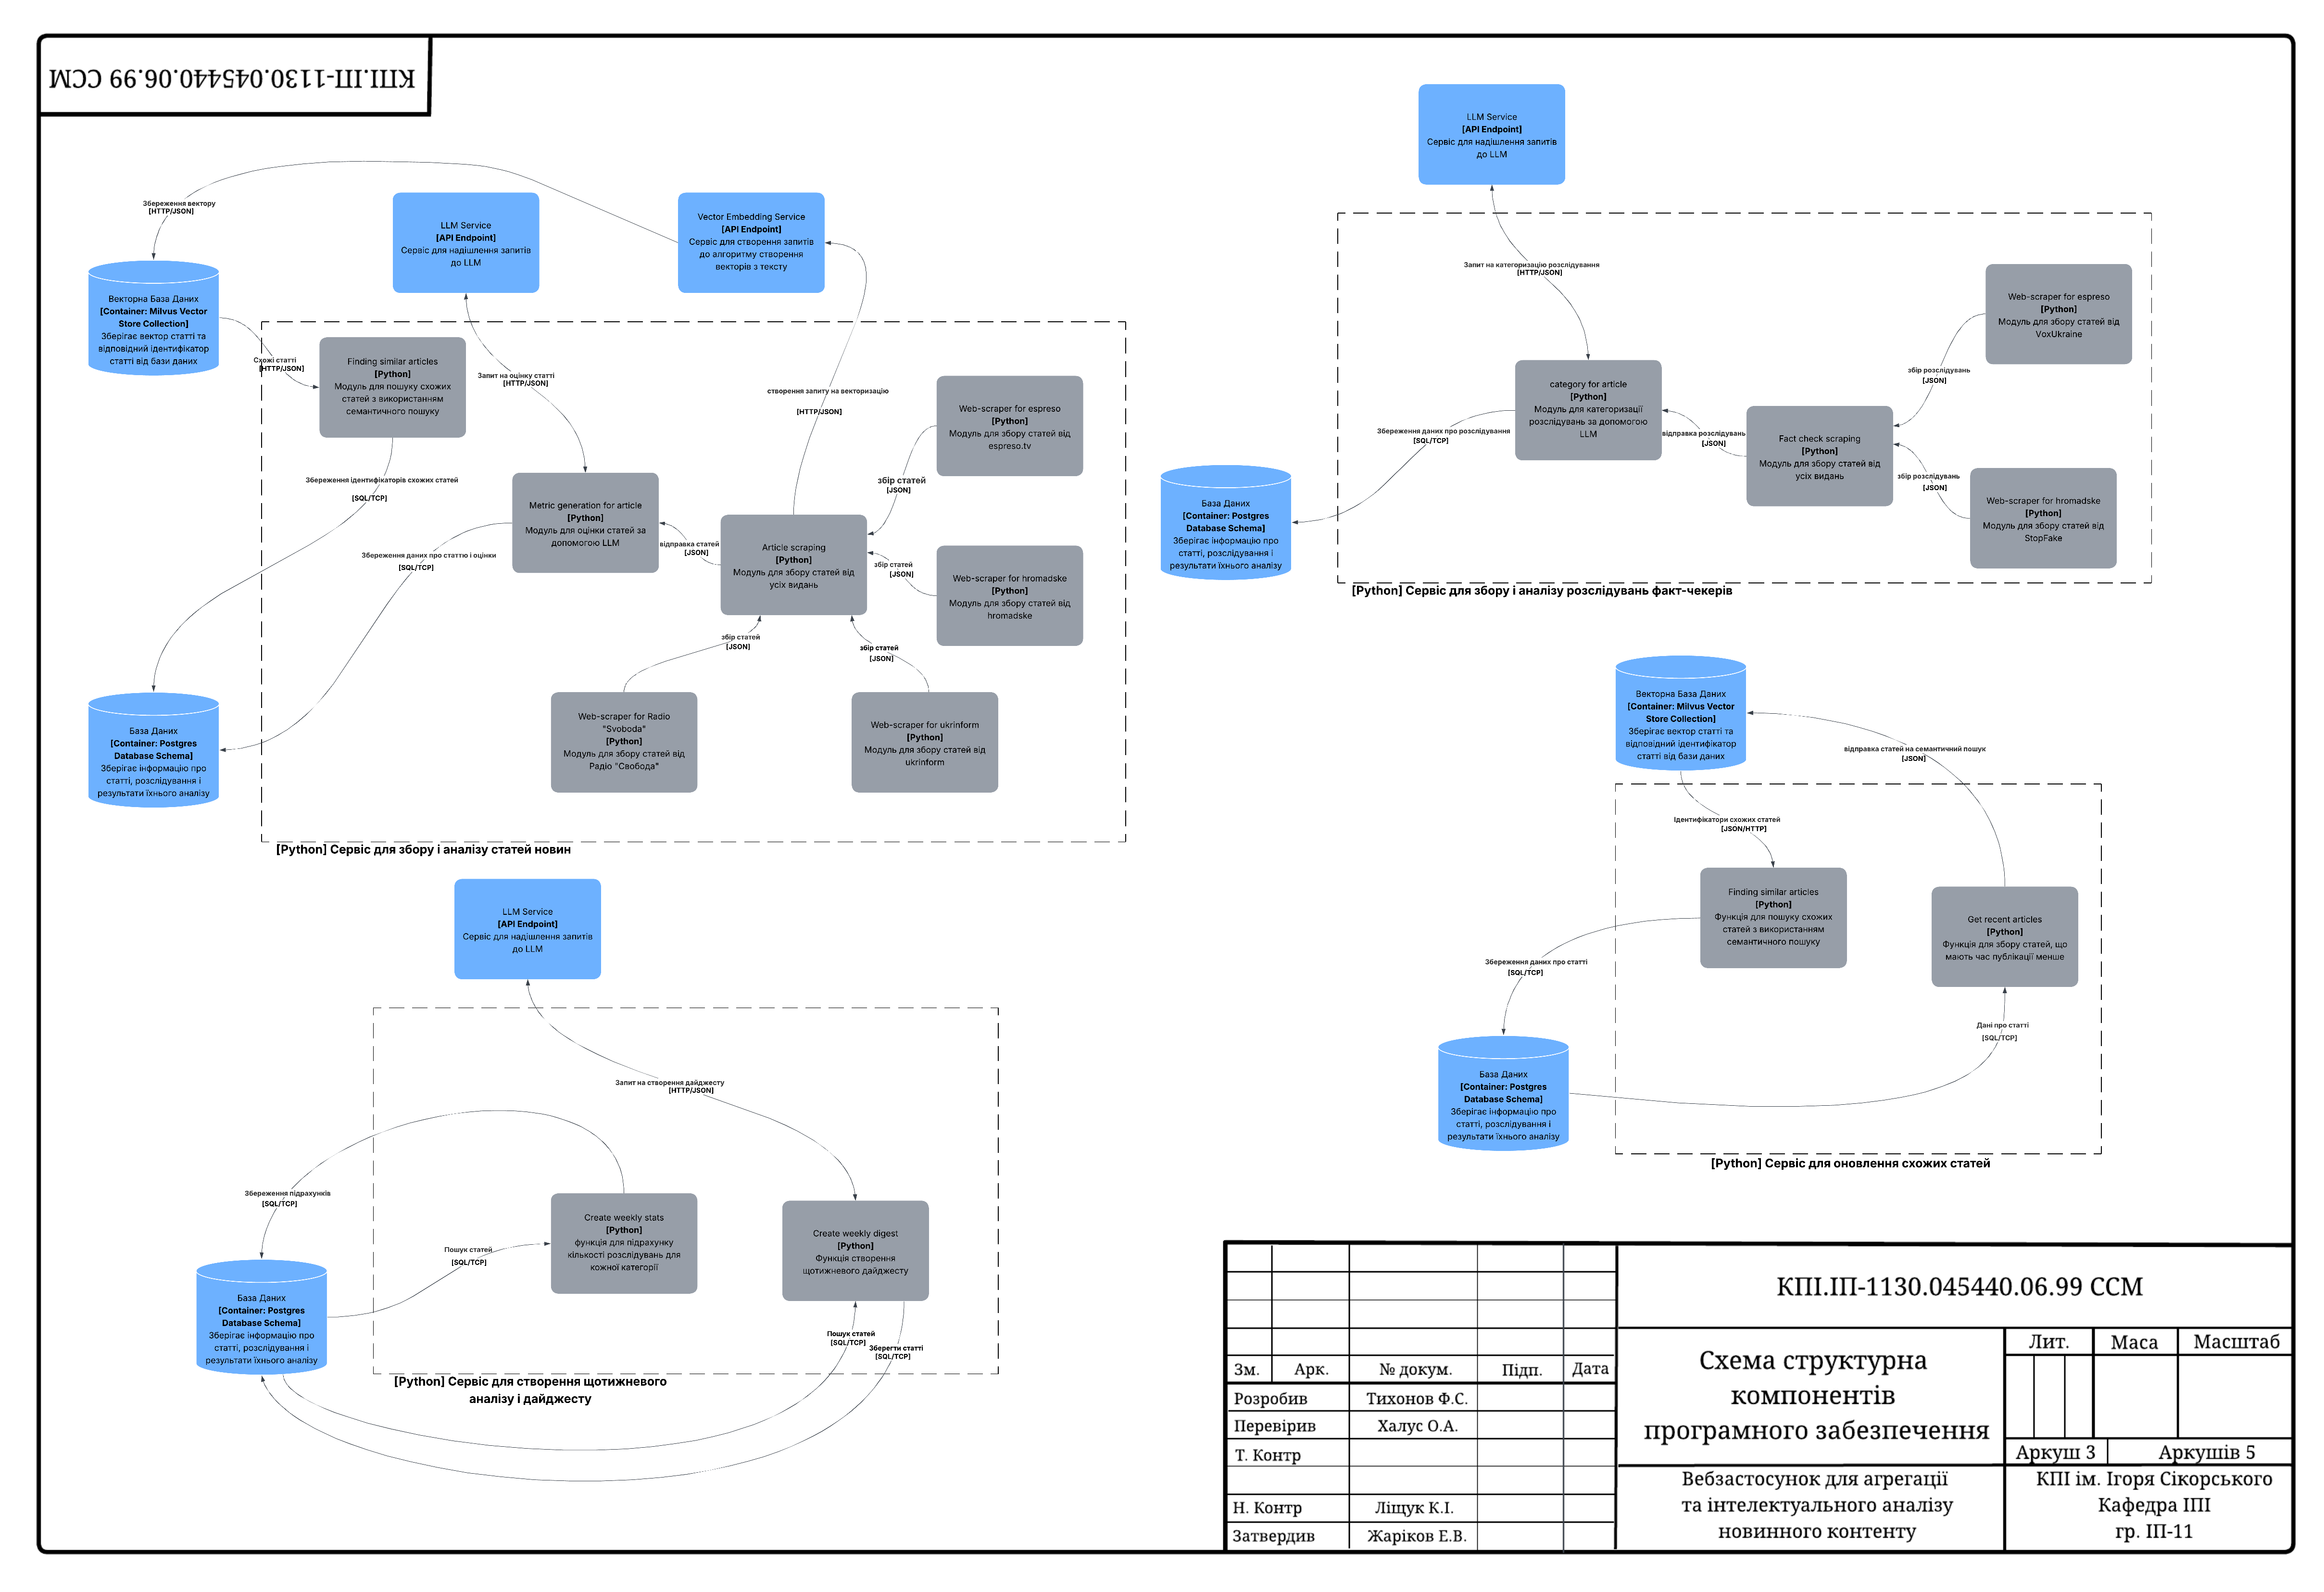 КПІ.ІП-1130.045440.06.99 ССМ
Збереження вектору
[HTTP/JSON]
LLM Service
[API Endpoint]
Сервіс для надішлення запитів
до LLM
Vector Embedding Service
[API Endpoint]
Сервіс для створення запитів
до алгоритму створення
векторів з тексту
Векторна База Даних
[Container: Milvus Vector
Store Collection]
Зберігає вектор статті та
відповідний ідентифікатор
статті від бази даних
Схожі статті
[HTTP/JSON]
Finding similar articles
[Python]
Модуль для пошуку схожих
статей з використанням
семантичного пошуку
Запит на оцінку статті
[HTTP/JSON]
створення запиту на векторизацію
[HTTP/JSON]
Web-scraper for espreso
[Python]
Модуль для збору статей від
espreso.tv
Збереження ідентифікаторів схожих статей
[SQL/TCP]
збір статей
[JSON]
Metric generation for article
[Python]
Модуль для оцінки статей за
допомогою LLM
відправка статей
[JSON]
Article scraping
[Python]
Модуль для збору статей від
усіх видань
Збереження даних про статтю і оцінки
[SQL/TCP]
збір статей
[JSON]
Web-scraper for hromadske
[Python]
Модуль для збору статей від
hromadske
збір статей
[JSON]
збір статей
[JSON]
Web-scraper for Radio
"Svoboda"
[Python]
Модуль для збору статей від
Радіо "Свобода"
Web-scraper for ukrinform
[Python]
Модуль для збору статей від
ukrinform
База Даних
[Container: Postgres
Database Schema]
Зберігає інформацію про
статті, розслідування і
результати їхнього аналізу
[Python] Сервіс для збору і аналізу статей новин
LLM Service
[API Endpoint]
Сервіс для надішлення запитів
до LLM
Запит на категоризацію розслідування
[HTTP/JSON]
Web-scraper for espreso
[Python]
Модуль для збору статей від
VoxUkraine
збір розслідувань
[JSON]
category for article
[Python]
Модуль для категоризації
розслідувань за допомогою
LLM
Збереження даних про розслідування
[SQL/TCP]
відправка розслідувань
[JSON]
Fact check scraping
[Python]
Модуль для збору статей від
усіх видань
збір розслідувань
[JSON]
Web-scraper for hromadske
[Python]
Модуль для збору статей від
StopFake
База Даних
[Container: Postgres
Database Schema]
Зберігає інформацію про
статті, розслідування і
результати їхнього аналізу
[Python] Сервіс для збору і аналізу розслідувань факт-чекерів
Векторна База Даних
[Container: Milvus Vector
Store Collection]
Зберігає вектор статті та
відповідний ідентифікатор
статті від бази даних
відправка статей на семантичний пошук
[JSON]
Ідентифікатори схожих статей
[JSON/HTTP]
Finding similar articles
[Python]
Функція для пошуку схожих
статей з використанням
семантичного пошуку
Get recent articles
[Python]
Функція для збору статей, що
мають час публікації менше
Збереження даних про статті
[SQL/TCP]
Дані про статті
[SQL/TCP]
База Даних
[Container: Postgres
Database Schema]
Зберігає інформацію про
статті, розслідування і
результати їхнього аналізу
[Python] Сервіс для оновлення схожих статей
LLM Service
[API Endpoint]
Сервіс для надішлення запитів
до LLM
Запит на створення дайджесту
[HTTP/JSON]
Збереження підрахунків
[SQL/TCP]
Create weekly stats
[Python]
функція для підрахунку
кількості розслідувань для
кожної категорії
Create weekly digest
[Python]
Функція створення
щотижневого дайджесту
Пошук статей
[SQL/TCP]
База Даних
[Container: Postgres
Database Schema]
Зберігає інформацію про
статті, розслідування і
результати їхнього аналізу
Пошук статей
[SQL/TCP]
Зберегти статті
[SQL/TCP]
[Python] Сервіс для створення щотижневого
аналізу і дайджесту
КПІ.ІП-1130.045440.06.99 ССМ
Зм. Арк. № докум. Підп. Дата
Розробив Тихонов Ф.С.
Перевірив Халус О.А.
Т. Контр
Н. Контр Ліщук К.І.
Затвердив Жаріков Е.В.
Схема структурна
компонентів
програмного забезпечення
Лит. Маса Масштаб
Аркуш 3 Аркушів 5
Вебзастосунок для агрегації
та інтелектуального аналізу
новинного контенту
КПІ ім. Ігоря Сікорського
Кафедра ІПІ
гр. ІП-11